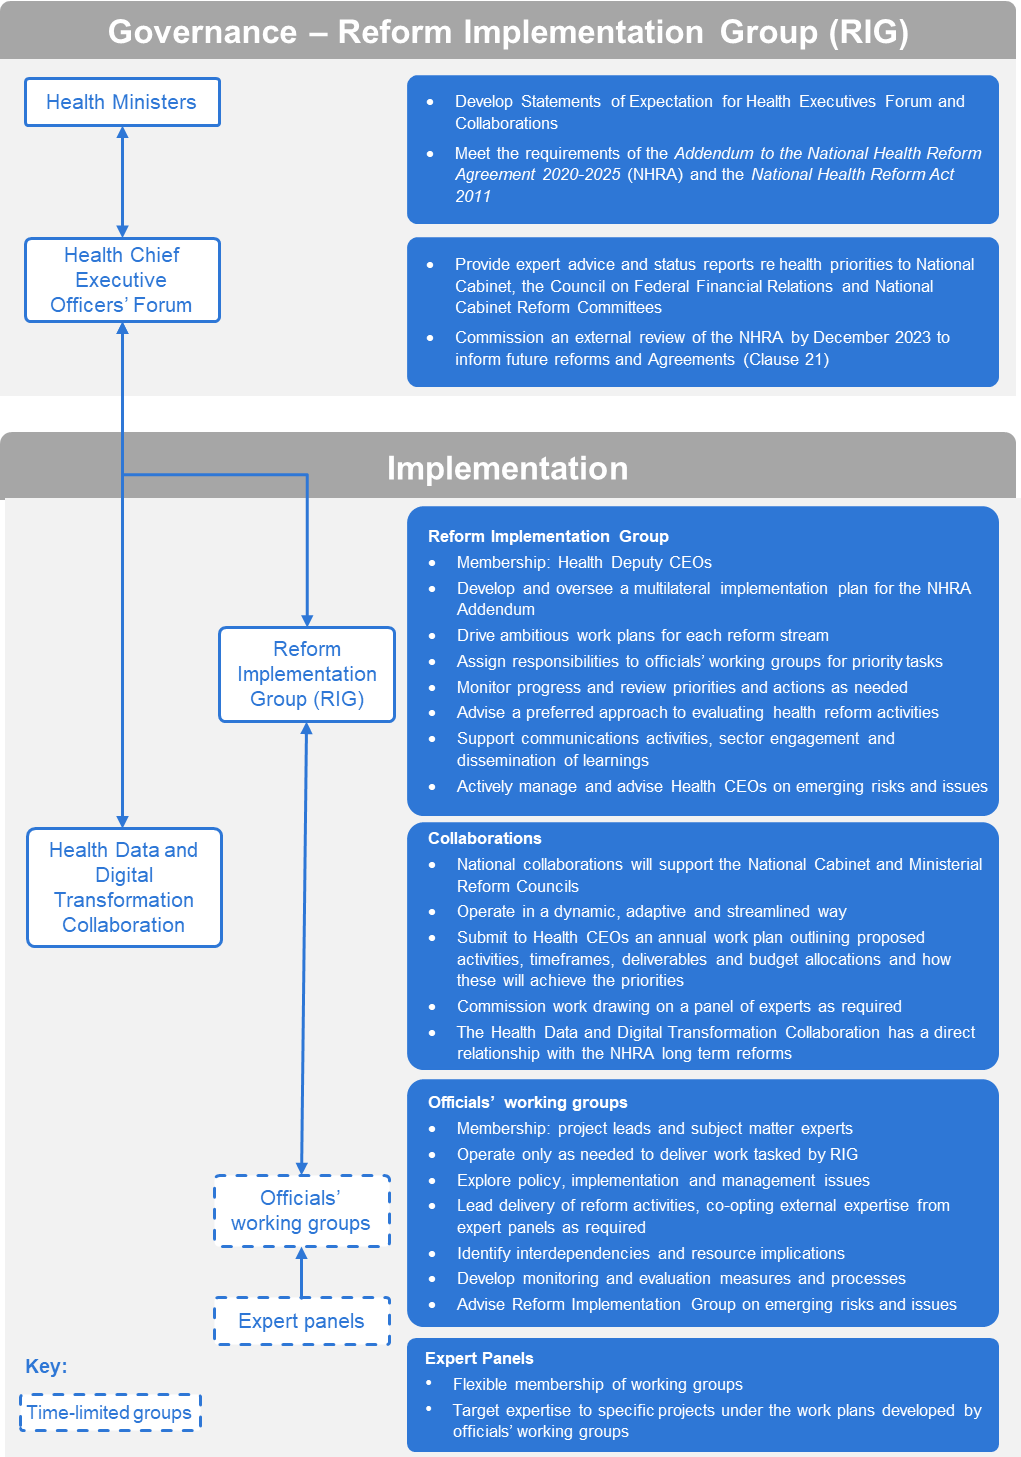 Governance – Reform Implementation Group (RIG)
Health Ministers
• Develop Statements of Expectation for Health Executives Forum and
Collaborations
• Meet the requirements of the Addendum to the National Health Reform
Agreement 2020-2025 (NHRA) and the National Health Reform Act
2011
Health Chief
Executive
Officers’ Forum
• Provide expert advice and status reports re health priorities to National
Cabinet, the Council on Federal Financial Relations and National
Cabinet Reform Committees
• Commission an external review of the NHRA by December 2023 to
inform future reforms and Agreements (Clause 21)
Implementation
Reform
Implementation
Group (RIG)
Reform Implementation Group
• Membership: Health Deputy CEOs
• Develop and oversee a multilateral implementation plan for the NHRA
Addendum
• Drive ambitious work plans for each reform stream
• Assign responsibilities to officials’ working groups for priority tasks
• Monitor progress and review priorities and actions as needed
• Advise a preferred approach to evaluating health reform activities
• Support communications activities, sector engagement and
dissemination of learnings
• Actively manage and advise Health CEOs on emerging risks and issues
Health Data and
Digital
Transformation
Collaboration
Collaborations
• National collaborations will support the National Cabinet and Ministerial
Reform Councils
• Operate in a dynamic, adaptive and streamlined way
• Submit to Health CEOs an annual work plan outlining proposed
activities, timeframes, deliverables and budget allocations and how
these will achieve the priorities
• Commission work drawing on a panel of experts as required
• The Health Data and Digital Transformation Collaboration has a direct
relationship with the NHRA long term reforms
Officials’
working groups
Officials’ working groups
• Membership: project leads and subject matter experts
• Operate only as needed to deliver work tasked by RIG
• Explore policy, implementation and management issues
• Lead delivery of reform activities, co-opting external expertise from
expert panels as required
• Identify interdependencies and resource implications
• Develop monitoring and evaluation measures and processes
• Advise Reform Implementation Group on emerging risks and issues
Expert panels
Expert Panels
• Flexible membership of working groups
• Target expertise to specific projects under the work plans developed by
officials’ working groups
Key:
Time-limited groups